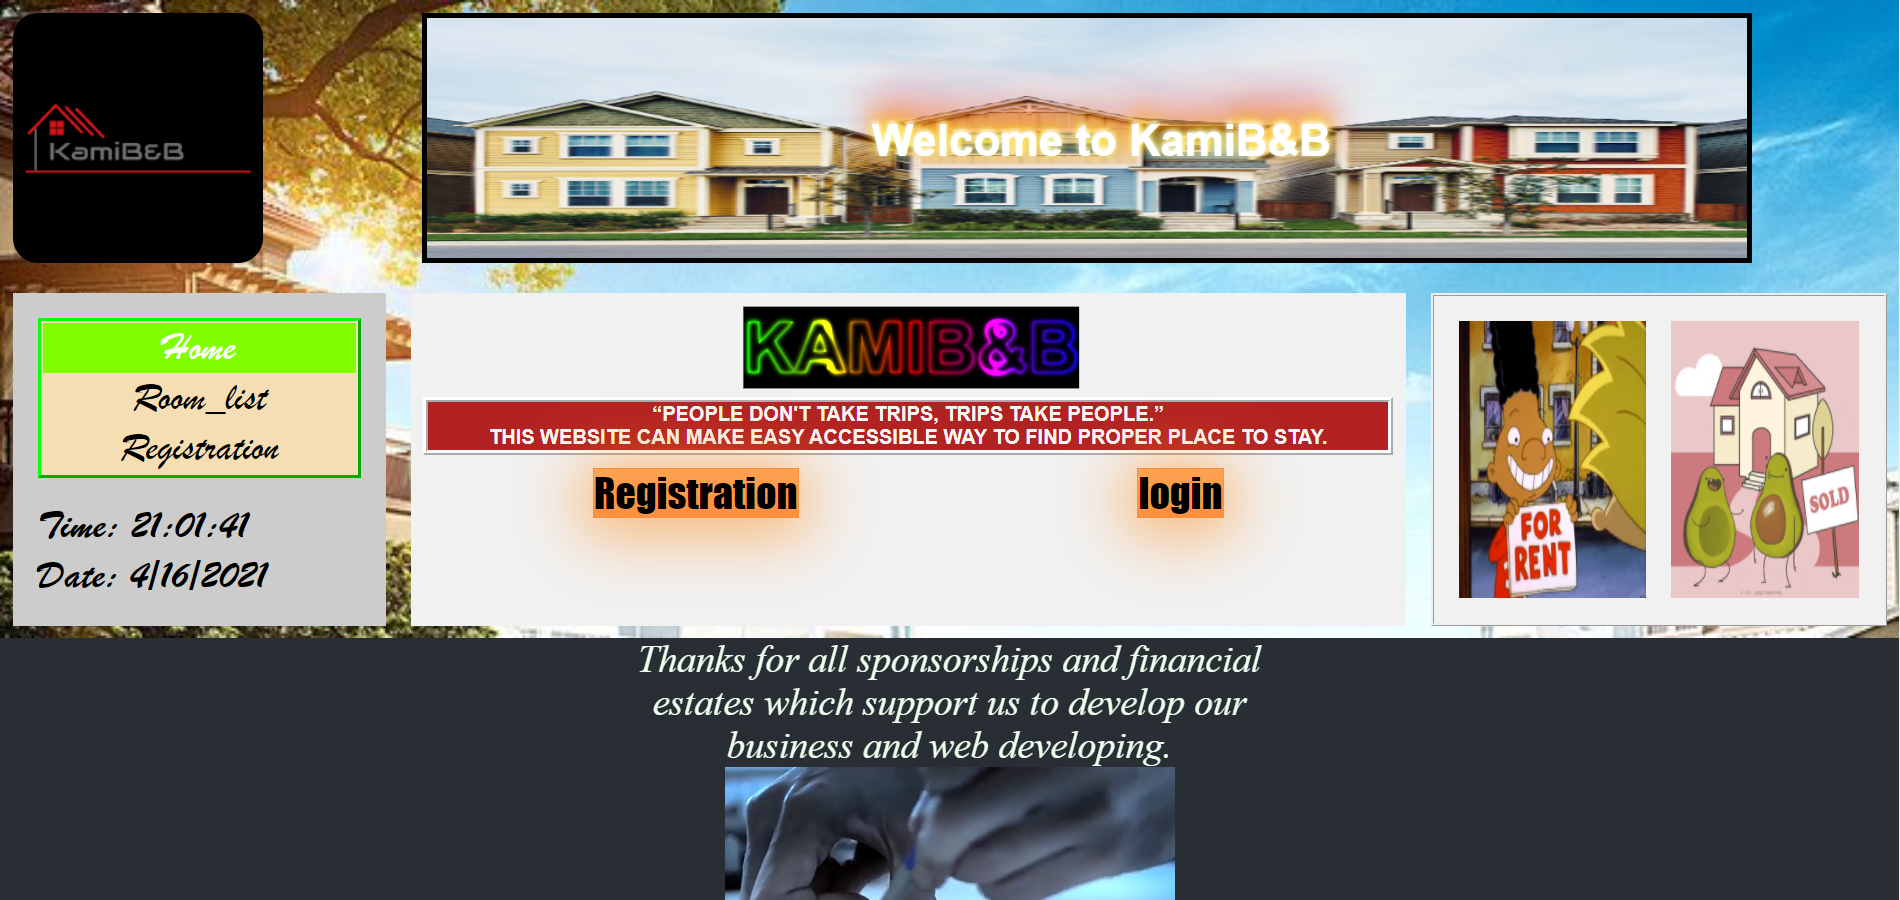 KamiB&B
Welcome to KamiB&B
Home
Room_list
Registration
Time: 21:01:41
Date: 4/16/2021
KAMIB&B
“PEOPLE DON'T TAKE TRIPS, TRIPS TAKE PEOPLE.”
THIS WEBSITE CAN MAKE EASY ACCESSIBLE WAY TO FIND PROPER PLACE TO STAY.
Registration
login
FOR
RENT
SOLD
Thanks for all sponsorships and financial
estates which support us to develop our
business and web developing.